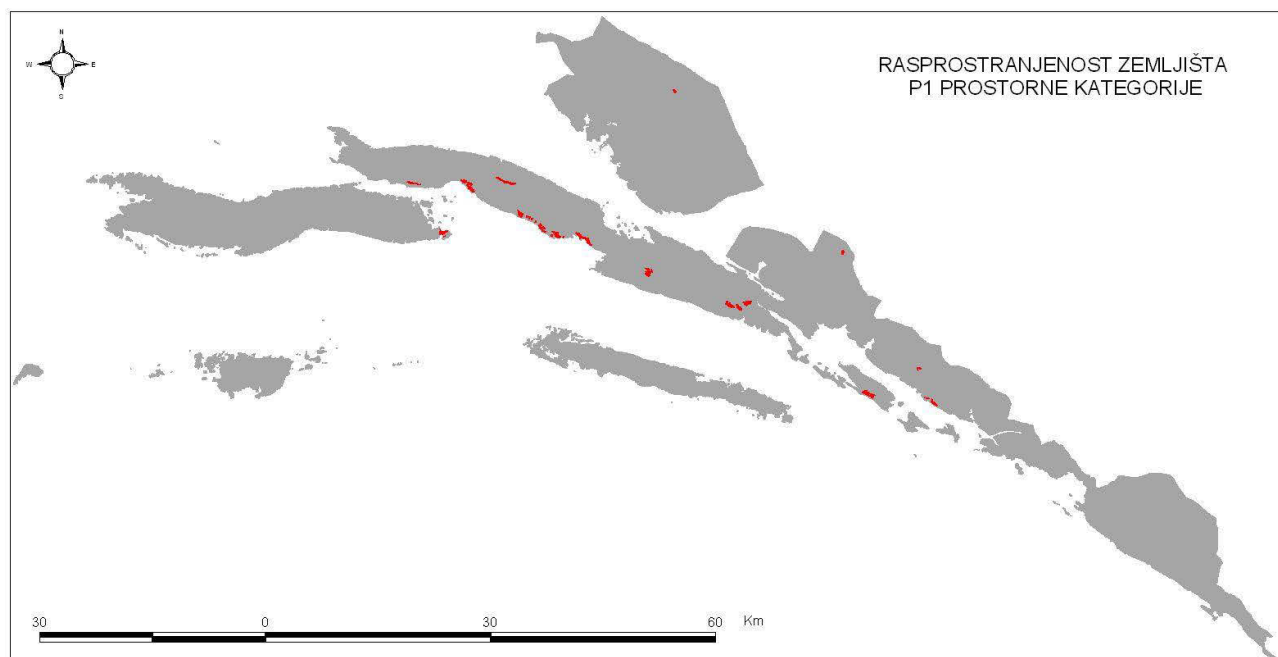 N
W E
S
RASPROSTRANJENOST ZEMLJIŠTA
P1 PROSTORNE KATEGORIJE
30 0 30 60 Km